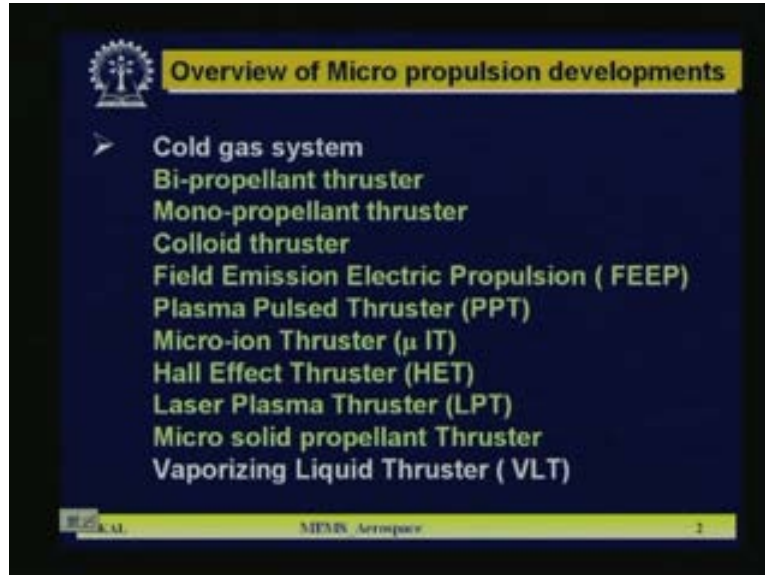 Overview of Micro propulsion developments
Cold gas system
Bi-propellant thruster
Mono-propellant thruster
Colloid thruster
Field Emission Electric Propulsion ( FEEP)
Plasma Pulsed Thruster (PPT)
Micro-ion Thruster (μ IT)
Hall Effect Thruster (HET)
Laser Plasma Thruster (LPT)
Micro solid propellant Thruster
Vaporizing Liquid Thruster ( VLT)
KAL MEMS Aerospace 2